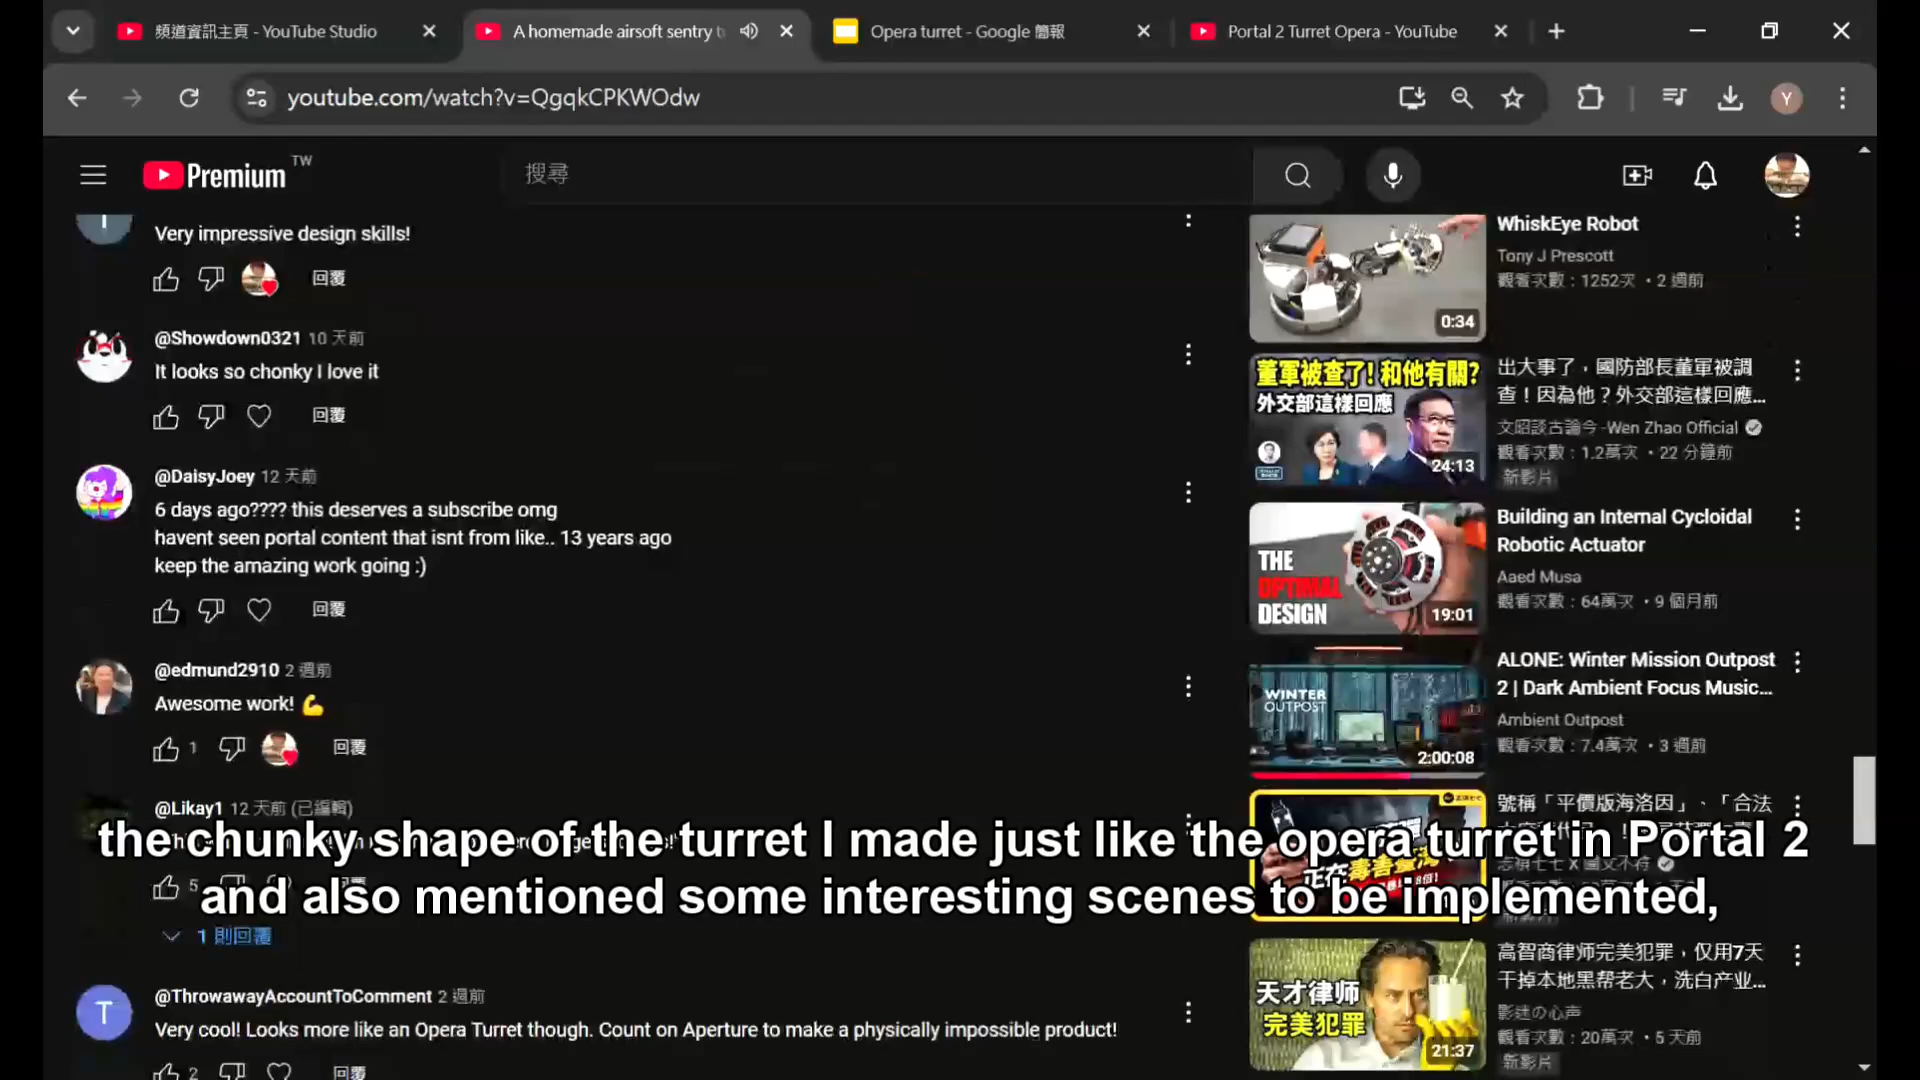 頻道資訊主頁 - YouTube Studio
A homemade airsoft sentry t
Opera turret - Google 簡報
Portal 2 Turret Opera - YouTube
youtube.com/watch?v=QgqkCPKWOdw
Y
Premium
TW
搜尋
Very impressive design skills!
回覆
@Showdown0321 10 天前
It looks so chonky I love it
回覆
@DaisyJoey 12 天前
6 days ago???? this deserves a subscribe omg
havent seen portal content that isnt from like.. 13 years ago
keep the amazing work going :)
回覆
@edmund2910 2 週前
Awesome work! 💪
1
回覆
@Likay1 12 天前 (已編輯)
5
回覆
1 則回覆
T
@ThrowawayAccountToComment 2 週前
Very cool! Looks more like an Opera Turret though. Count on Aperture to make a physically impossible product!
2
回覆
the chunky shape of the turret I made just like the opera turret in Portal 2
and also mentioned some interesting scenes to be implemented,
0:34
WhiskEye Robot
Tony J Prescott
觀看次數：1252次 · 2 週前
董軍被查了! 和他有關?
外交部這樣回應
24:13
出大事了，國防部長董軍被調
查！因為他？外交部這樣回應...
文昭談古論今 -Wen Zhao Official
觀看次數：1.2萬次 · 22 分鐘前
新影片
THE
OPTIMAL
DESIGN
19:01
Building an Internal Cycloidal
Robotic Actuator
Aaed Musa
觀看次數：64萬次 · 9 個月前
WINTER
OUTPOST
2:00:08
ALONE: Winter Mission Outpost
2 | Dark Ambient Focus Music...
Ambient Outpost
觀看次數：7.4萬次 · 3 週前
正在毒害臺灣
號稱「平價版海洛因」、「合法
志祺七七 X 圖文不符
天才律师
完美犯罪
21:37
高智商律师完美犯罪，仅用7天
干掉本地黑帮老大，洗白产业...
影迷の心声
觀看次數：20萬次 · 5 天前
新影片